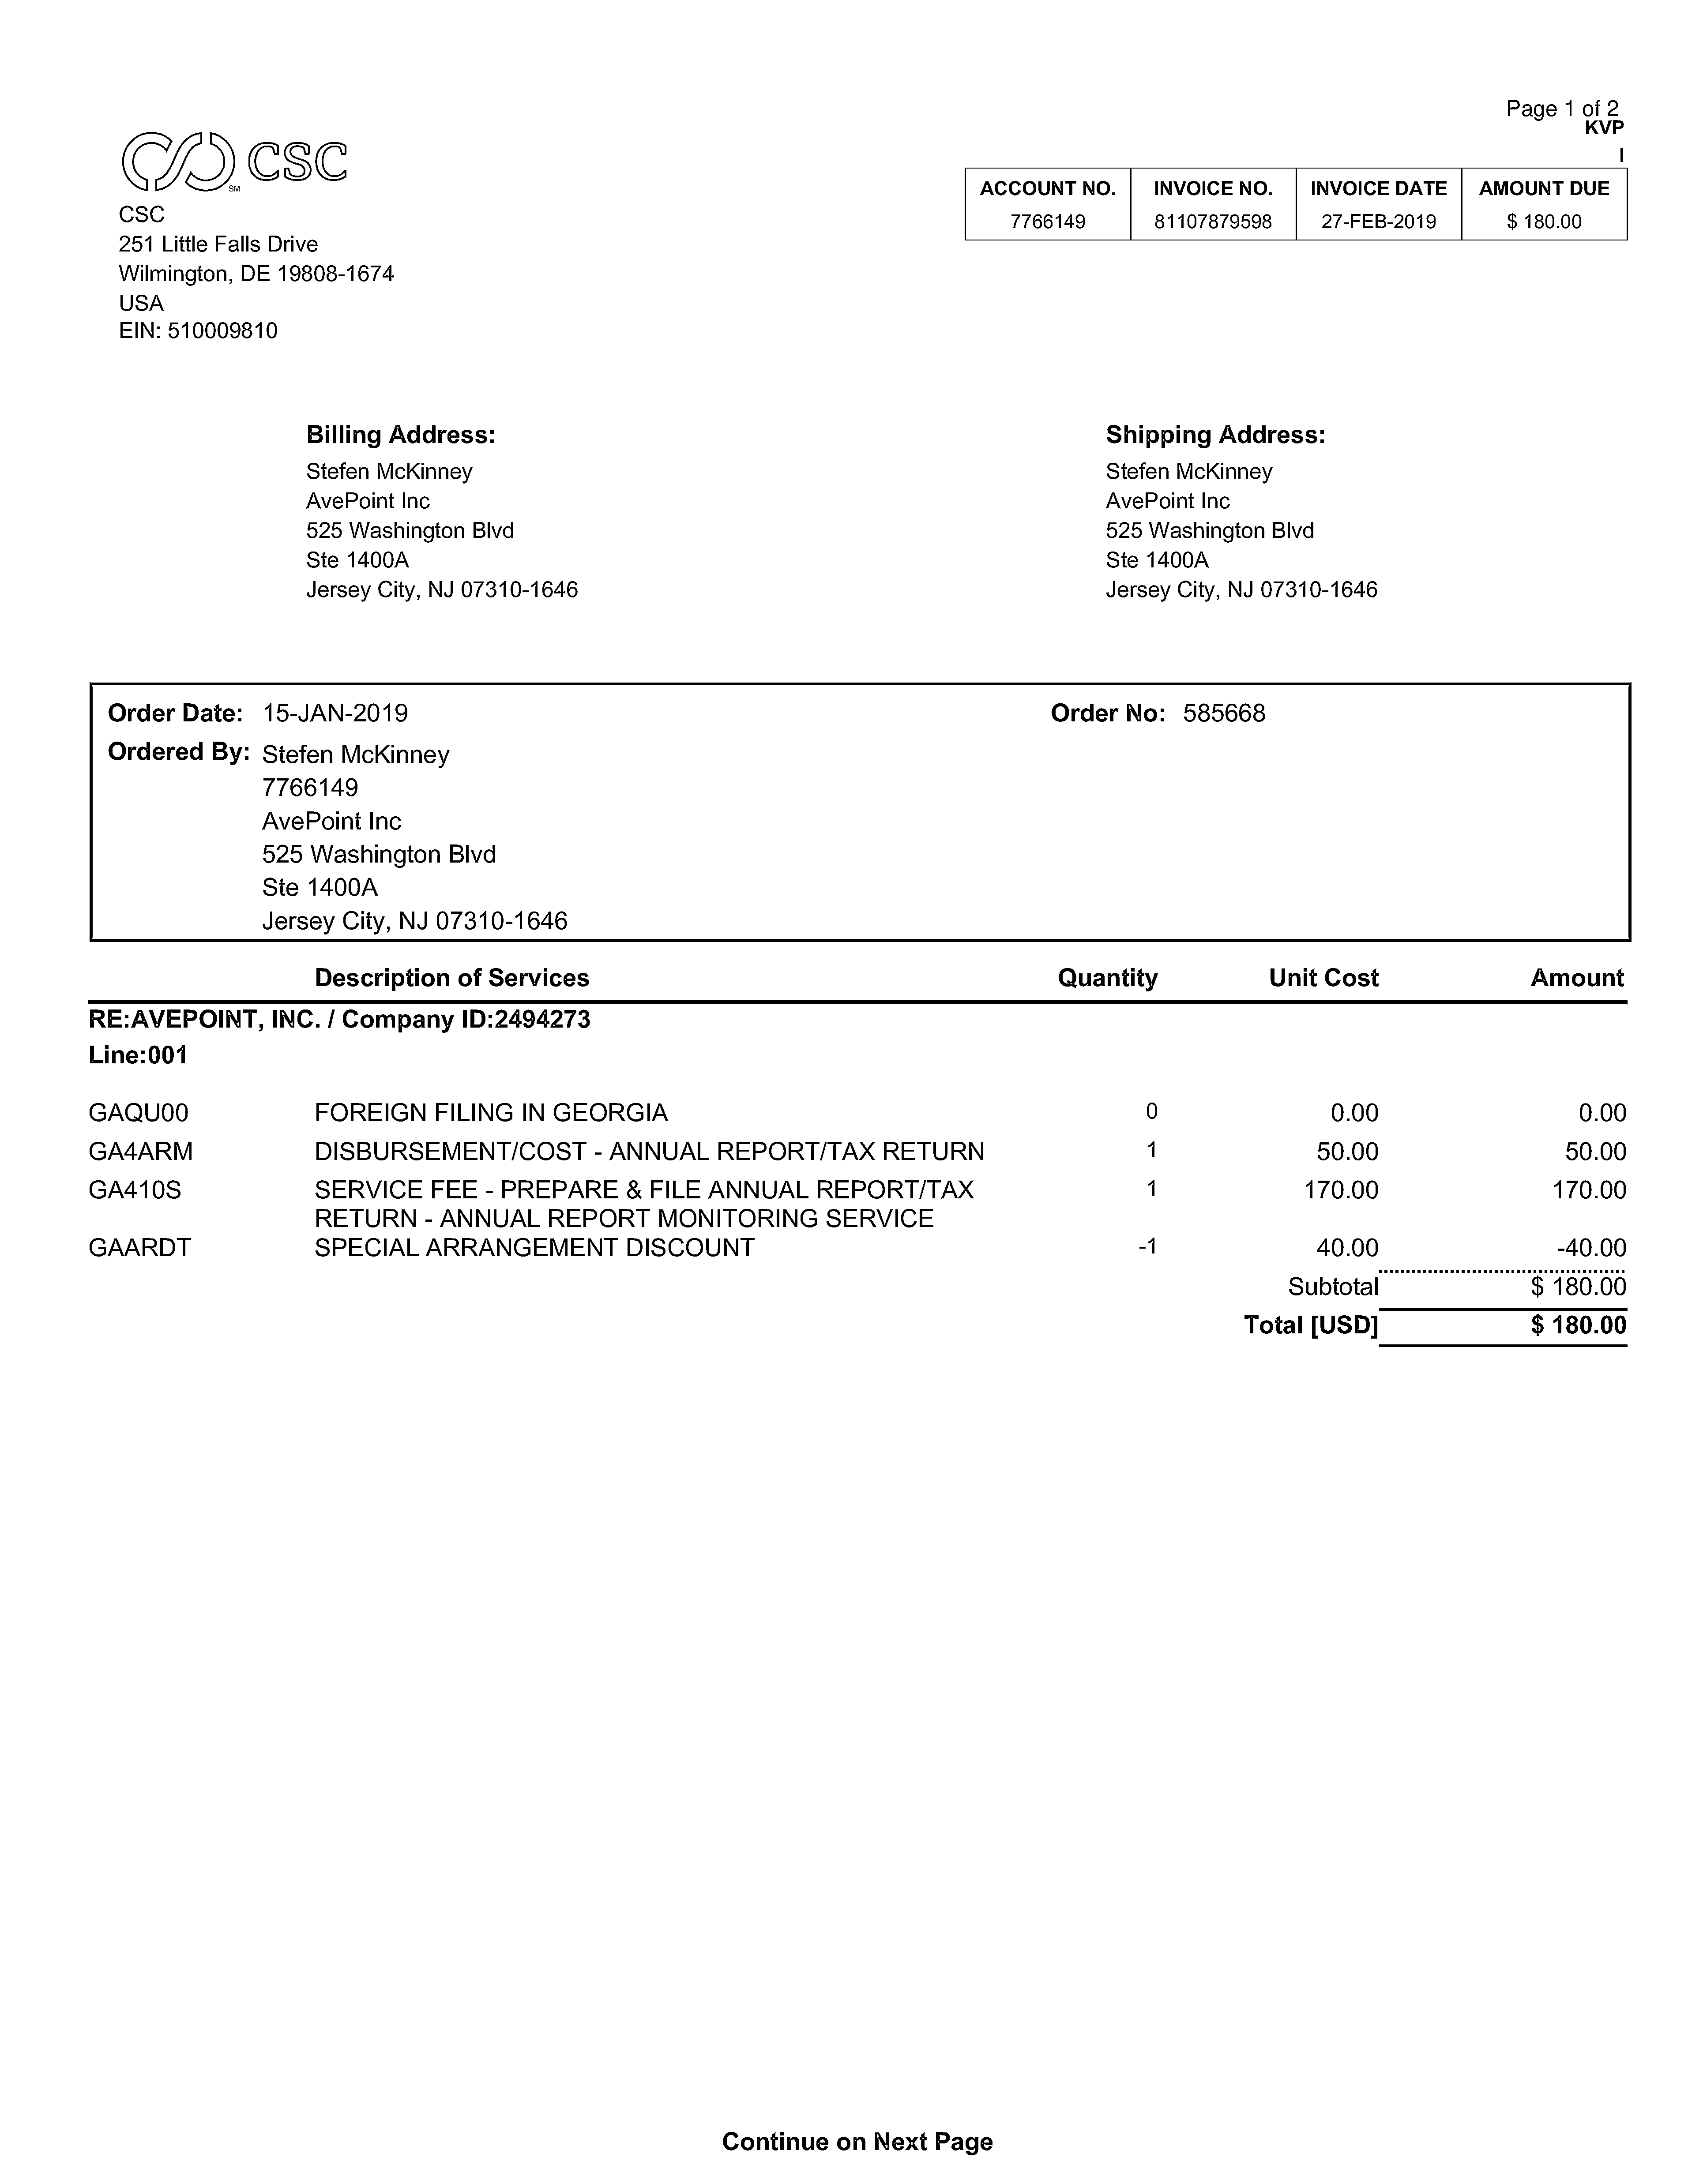 Page 1 of 2
KVP
I
CSC
SM
ACCOUNT NO. INVOICE NO. INVOICE DATE AMOUNT DUE
7766149 81107879598 27-FEB-2019 $ 180.00
CSC
251 Little Falls Drive
Wilmington, DE 19808-1674
USA
EIN: 510009810
Billing Address:
Stefen McKinney
AvePoint Inc
525 Washington Blvd
Ste 1400A
Jersey City, NJ 07310-1646
Shipping Address:
Stefen McKinney
AvePoint Inc
525 Washington Blvd
Ste 1400A
Jersey City, NJ 07310-1646
Order Date: 15-JAN-2019 Order No: 585668
Ordered By: Stefen McKinney
7766149
AvePoint Inc
525 Washington Blvd
Ste 1400A
Jersey City, NJ 07310-1646
Description of Services Quantity Unit Cost Amount
RE:AVEPOINT, INC. / Company ID:2494273
Line:001
GAQU00 FOREIGN FILING IN GEORGIA 0 0.00 0.00
GA4ARM DISBURSEMENT/COST - ANNUAL REPORT/TAX RETURN 1 50.00 50.00
GA410S SERVICE FEE - PREPARE & FILE ANNUAL REPORT/TAX 1 170.00 170.00
RETURN - ANNUAL REPORT MONITORING SERVICE
GAARDT SPECIAL ARRANGEMENT DISCOUNT -1 40.00 -40.00
Subtotal $ 180.00
Total [USD] $ 180.00
Continue on Next Page